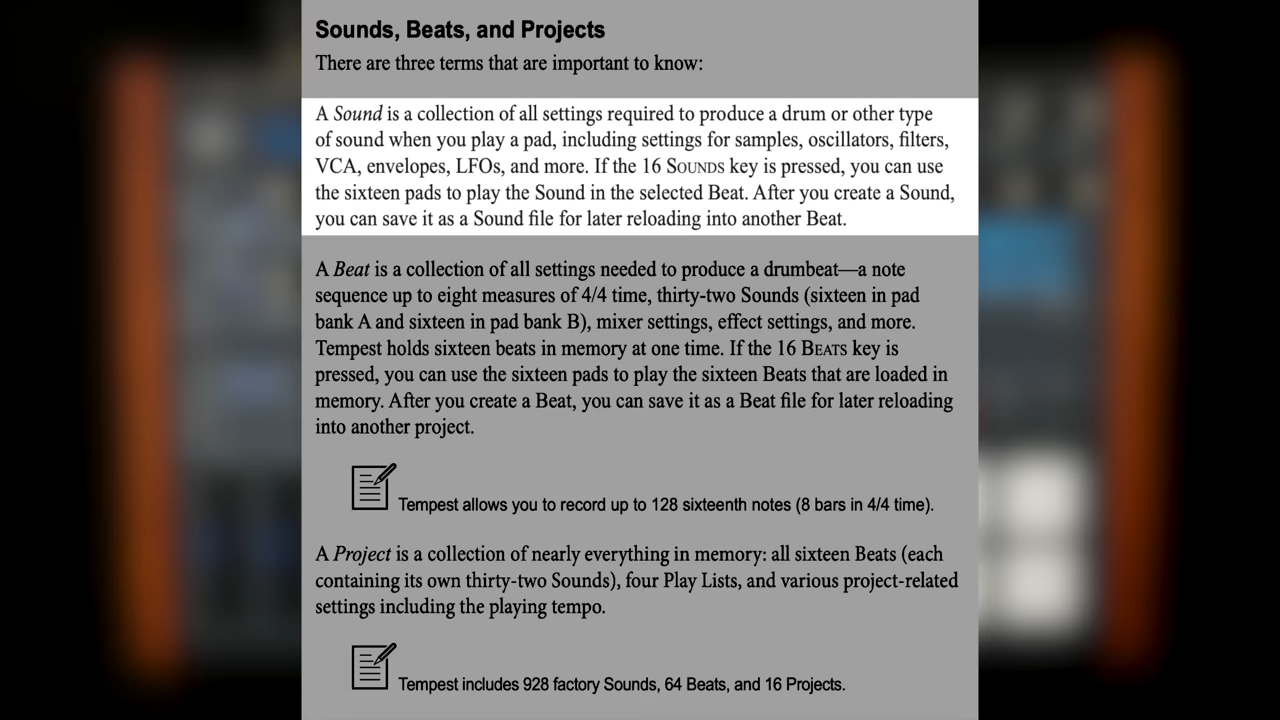 Sounds, Beats, and Projects
There are three terms that are important to know:
A Sound is a collection of all settings required to produce a drum or other type
of sound when you play a pad, including settings for samples, oscillators, filters,
VCA, envelopes, LFOs, and more. If the 16 SOUNDS key is pressed, you can use
the sixteen pads to play the Sound in the selected Beat. After you create a Sound,
you can save it as a Sound file for later reloading into another Beat.
A Beat is a collection of all settings needed to produce a drumbeat—a note
sequence up to eight measures of 4/4 time, thirty-two Sounds (sixteen in pad
bank A and sixteen in pad bank B), mixer settings, effect settings, and more.
Tempest holds sixteen beats in memory at one time. If the 16 BEATS key is
pressed, you can use the sixteen pads to play the sixteen Beats that are loaded in
memory. After you create a Beat, you can save it as a Beat file for later reloading
into another project.
Tempest allows you to record up to 128 sixteenth notes (8 bars in 4/4 time).
A Project is a collection of nearly everything in memory: all sixteen Beats (each
containing its own thirty-two Sounds), four Play Lists, and various project-related
settings including the playing tempo.
Tempest includes 928 factory Sounds, 64 Beats, and 16 Projects.